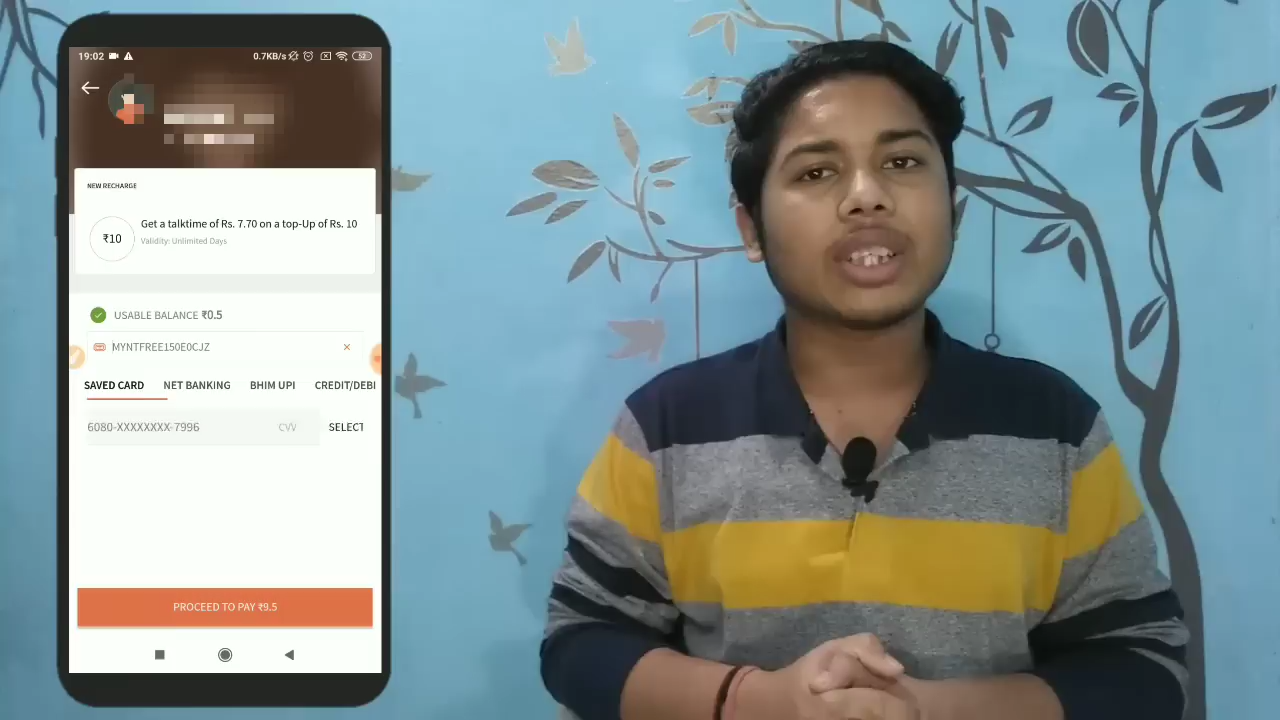 19:02
0.7KB/s
52
NEW RECHARGE
₹10
Get a talktime of Rs. 7.70 on a top-Up of Rs. 10
Validity: Unlimited Days
USABLE BALANCE ₹0.5
MYNTFREE150E0CJZ
SAVED CARD NET BANKING BHIM UPI CREDIT/DEBI
6080-XXXXXXXX-7996 CVV SELECT
PROCEED TO PAY ₹9.5